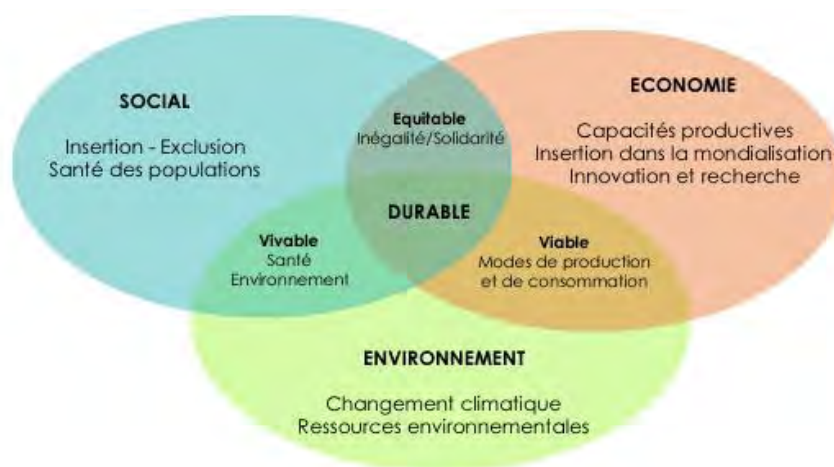 SOCIAL
Insertion - Exclusion
Santé des populations
Equitable
Inégalité/Solidarité
ECONOMIE
Capacités productives
Insertion dans la mondialisation
Innovation et recherche
DURABLE
Vivable
Santé
Environnement
Viable
Modes de production
et de consommation
ENVIRONNEMENT
Changement climatique
Ressources environnementales